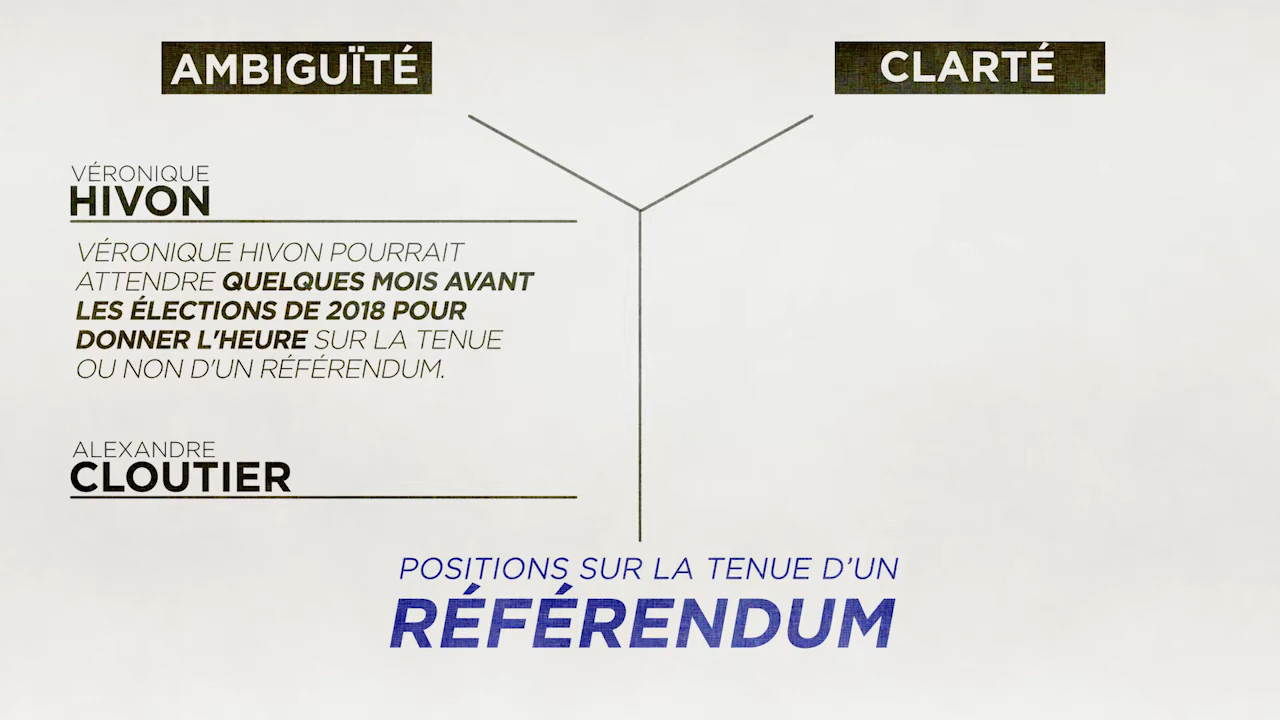 AMBIGUÏTÉ
CLARTÉ
VÉRONIQUE
HIVON
VÉRONIQUE HIVON POURRAIT
ATTENDRE QUELQUES MOIS AVANT
LES ÉLECTIONS DE 2018 POUR
DONNER L'HEURE SUR LA TENUE
OU NON D'UN RÉFÉRENDUM.
ALEXANDRE
CLOUTIER
POSITIONS SUR LA TENUE D'UN
RÉFÉRENDUM